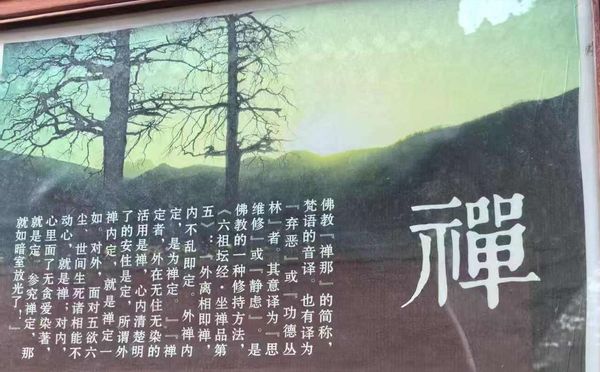 禪
佛教『禅那』的简称，
梵语的音译。也有译为
『弃恶』或『功德丛
林』者。其意译为『思
维修』或『静虑』。是
佛教的一种修持方法，
《六祖坛经·坐禅品第
五》：『外离相即禅，
内不乱即定。外禅内
定，是为禅定。』『禅
定者，外在无住无染的
活用是禅，心内清楚明
了的安住是定，所谓外
禅内定，就是禅定一
如。对外，面对五欲六
尘、世间生死诸相能不
动心，就是禅；对内，
心里面了无贪爱染著，
就是定。参究禅定，那
就如暗室放光了！』